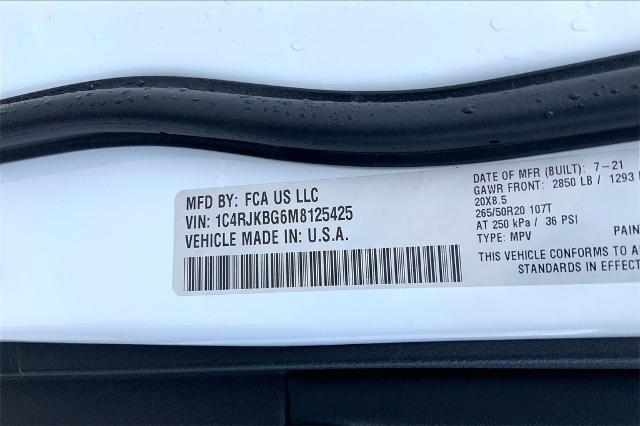 MFD BY: FCA US LLC
VIN: 1C4RJKBG6M8125425
VEHICLE MADE IN: U.S.A.
DATE OF MFR (BUILT): 7-21
GAWR FRONT: 2850 LB / 1293
20X8.5
265/50R20 107T
AT 250 kPa / 36 PSI
TYPE: MPV PAIN
THIS VEHICLE CONFORMS TO A
STANDARDS IN EFFECT